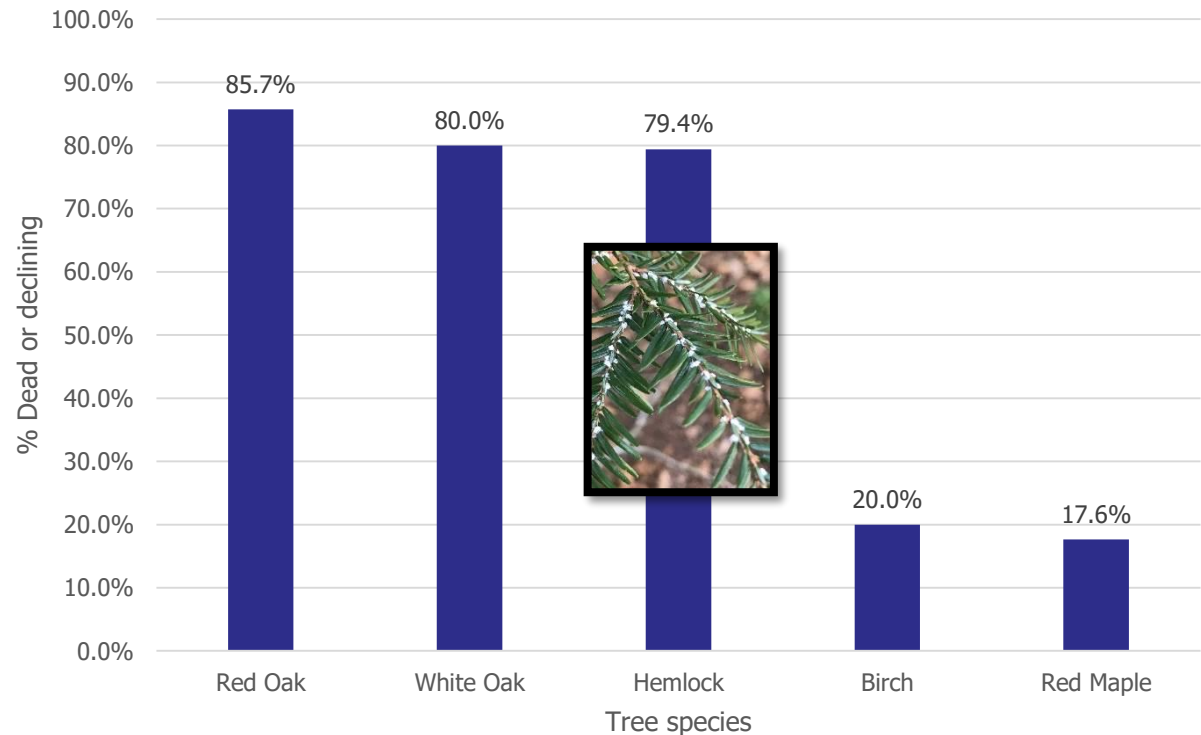 100.0%
90.0%
80.0%
70.0%
60.0%
50.0%
40.0%
30.0%
20.0%
10.0%
0.0%
% Dead or declining
85.7%
80.0%
79.4%
20.0%
17.6%
Red Oak
White Oak
Hemlock
Birch
Red Maple
Tree species